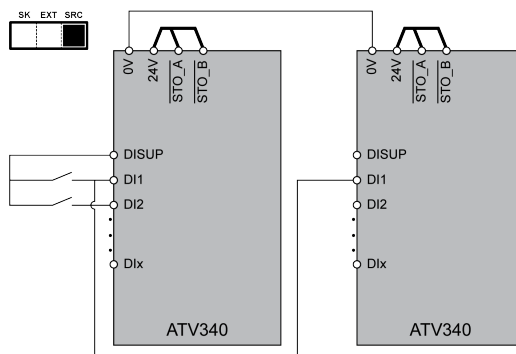 SK EXT SRC
0V 24V STO_A STO_B
DISUP
DI1
DI2
DIx
ATV340
0V 24V STO_A STO_B
DISUP
DI1
DI2
DIx
ATV340